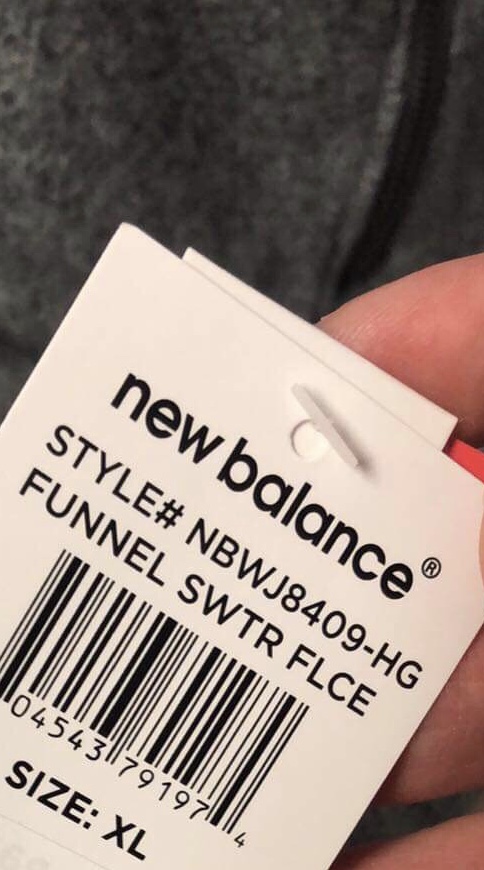 new balance®
STYLE# NBWJ8409-HG
FUNNEL SWTR FLCE
04543 79197 4
SIZE: XL